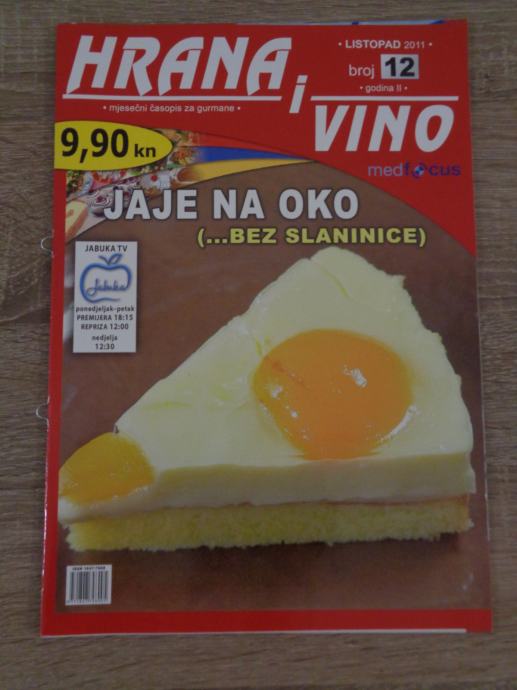 HRANA
i
VINO
• LISTOPAD 2011 •
broj 12
• godina II •
• mjesečni časopis za gurmane •
9,90 kn
medfocus
JAJE NA OKO
(...BEZ SLANINICE)
JABUKA TV
Jabuka
ponedjeljak-petak
PREMIJERA 18:15
REPRIZA 12:00
nedjelja
12:30